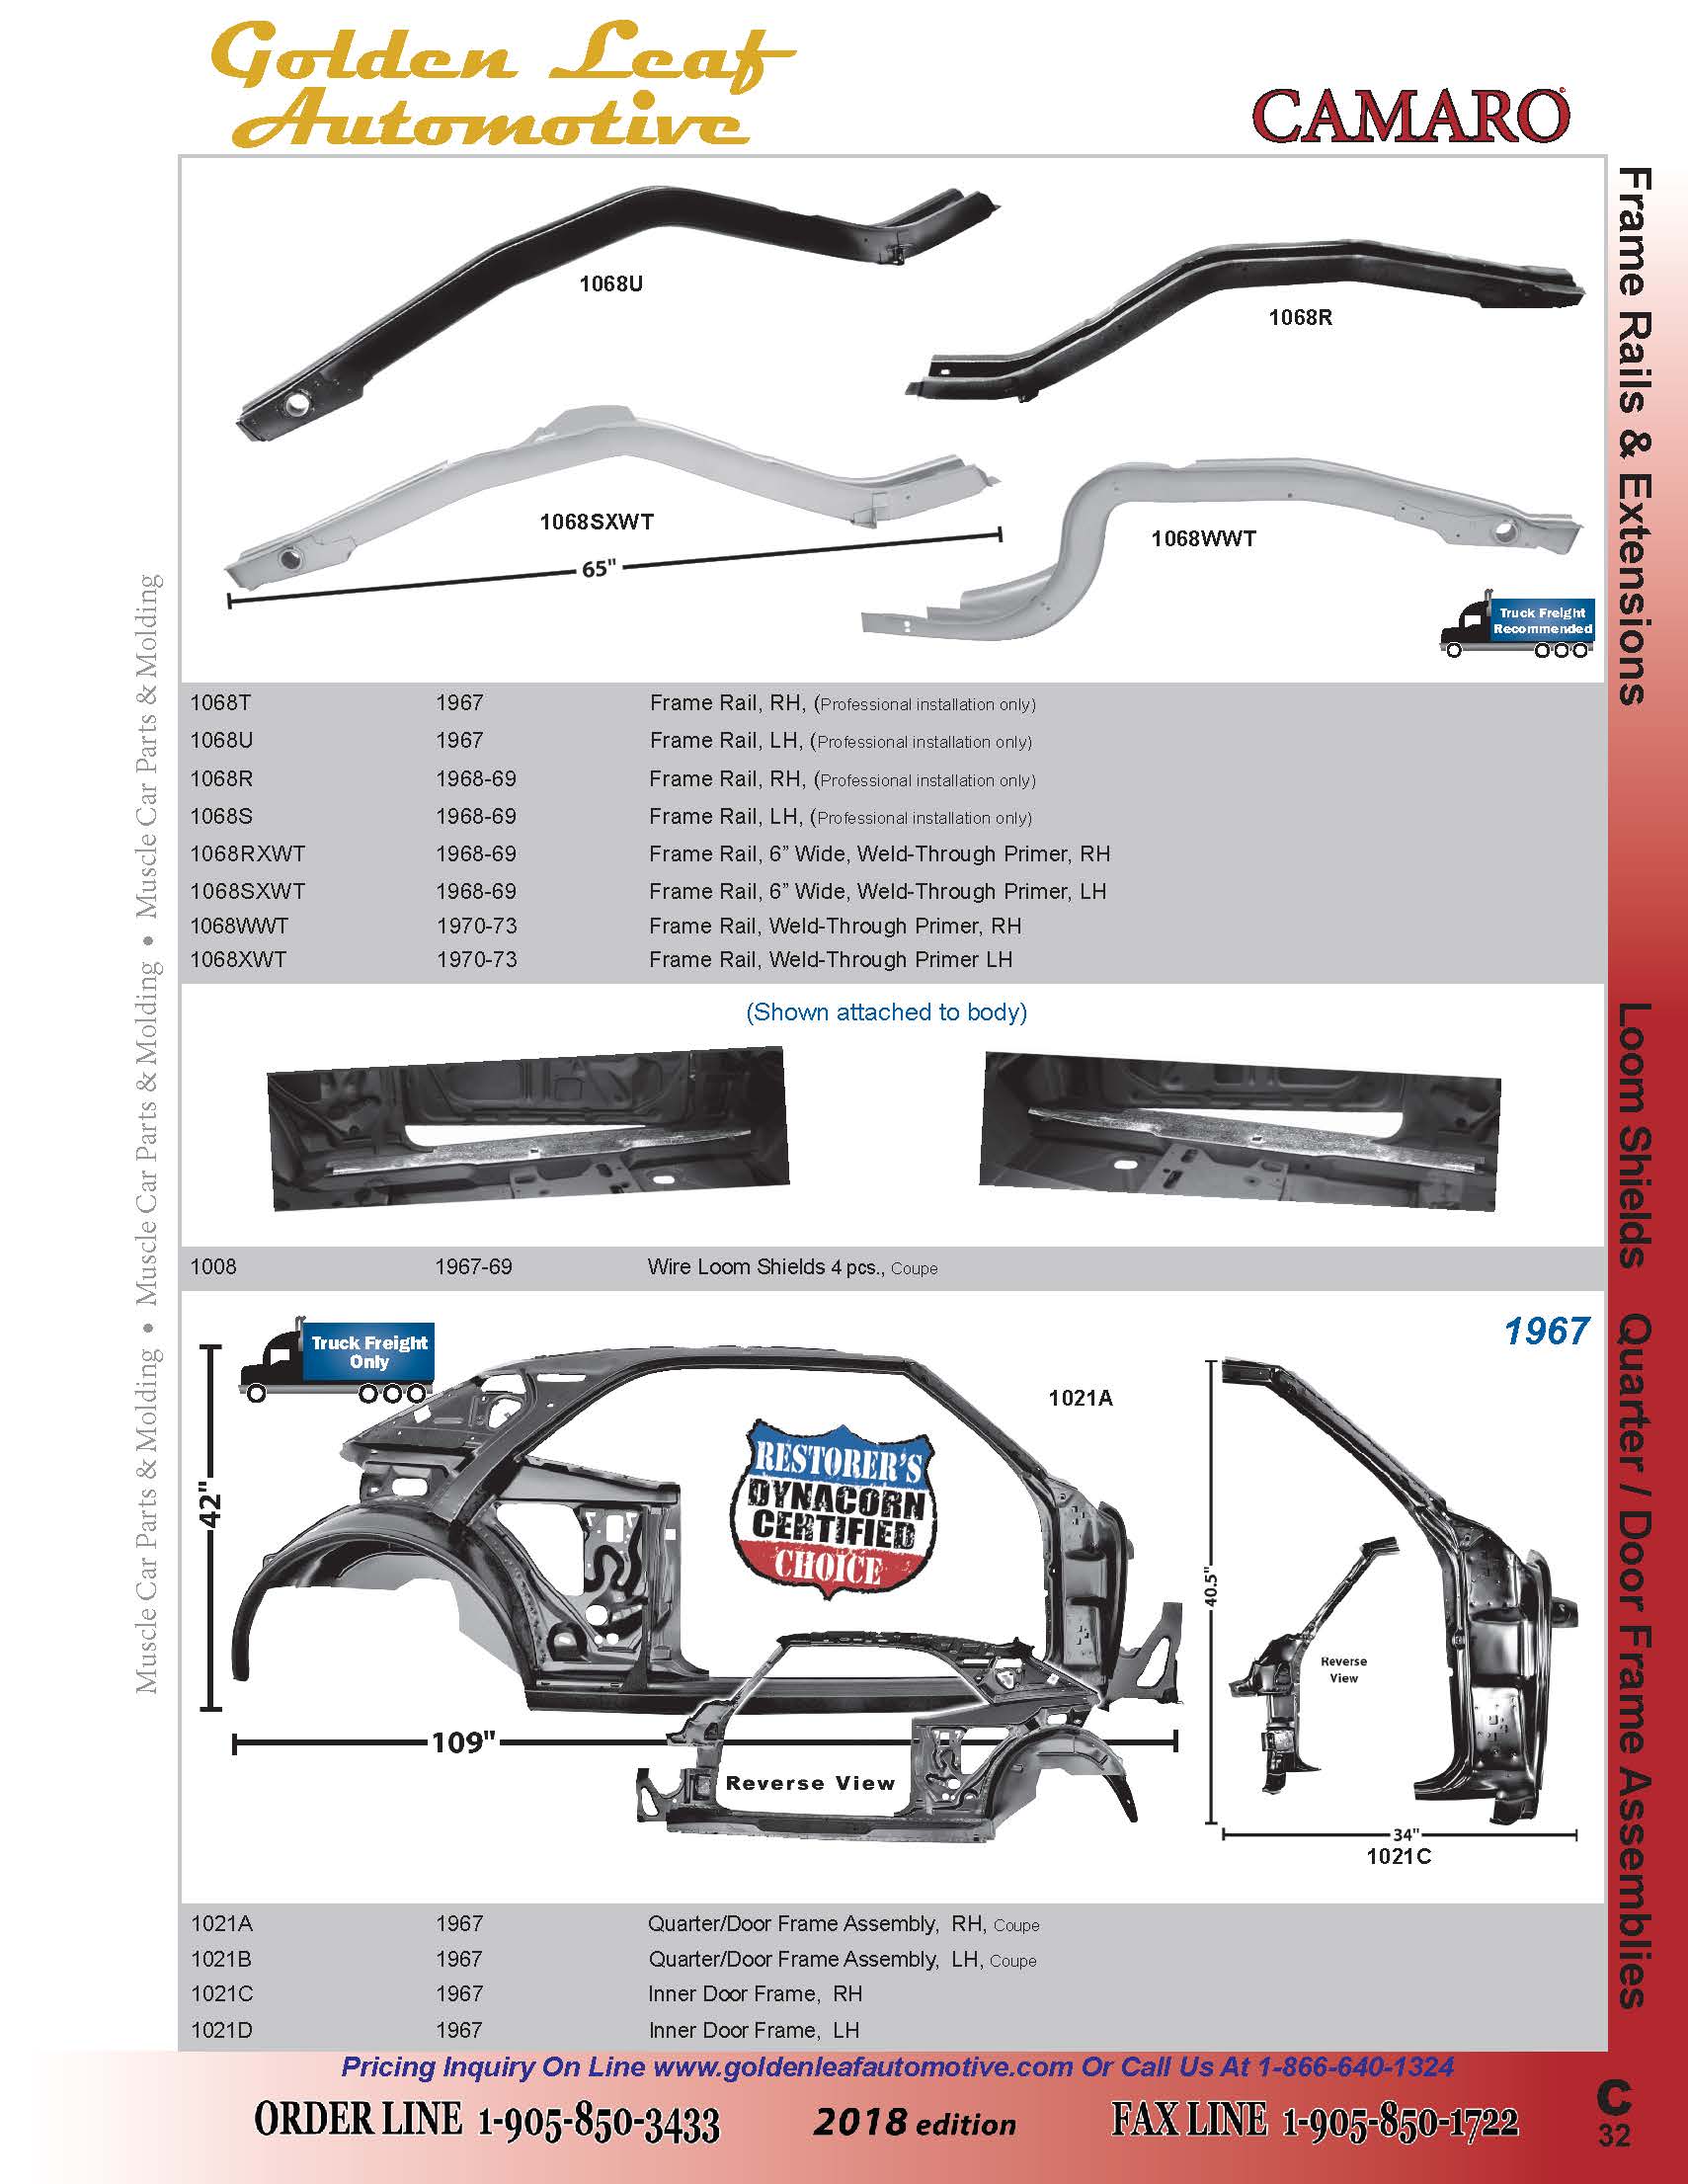 Golden Leaf
Automotive
CAMARO®
Frame Rails & Extensions
1068U
1068R
1068SXWT
1068WWT
65"
Truck Freight
Recommended
1068T 1967 Frame Rail, RH, (Professional installation only)
1068U 1967 Frame Rail, LH, (Professional installation only)
1068R 1968-69 Frame Rail, RH, (Professional installation only)
1068S 1968-69 Frame Rail, LH, (Professional installation only)
1068RXWT 1968-69 Frame Rail, 6” Wide, Weld-Through Primer, RH
1068SXWT 1968-69 Frame Rail, 6” Wide, Weld-Through Primer, LH
1068WWT 1970-73 Frame Rail, Weld-Through Primer, RH
1068XWT 1970-73 Frame Rail, Weld-Through Primer LH
Muscle Car Parts & Molding • Muscle Car Parts & Molding • Muscle Car Parts & Molding
Loom Shields
(Shown attached to body)
1008 1967-69 Wire Loom Shields 4 pcs., Coupe
Quarter / Door Frame Assemblies
1967
Truck Freight
Only
1021A
RESTORER'S
DYNACORN
CERTIFIED
CHOICE
42"
109"
Reverse View
40.5"
Reverse
View
34"
1021C
1021A 1967 Quarter/Door Frame Assembly, RH, Coupe
1021B 1967 Quarter/Door Frame Assembly, LH, Coupe
1021C 1967 Inner Door Frame, RH
1021D 1967 Inner Door Frame, LH
Pricing Inquiry On Line www.goldenleafautomotive.com Or Call Us At 1-866-640-1324
ORDER LINE 1-905-850-3433 2018 edition FAX LINE 1-905-850-1722
C
32